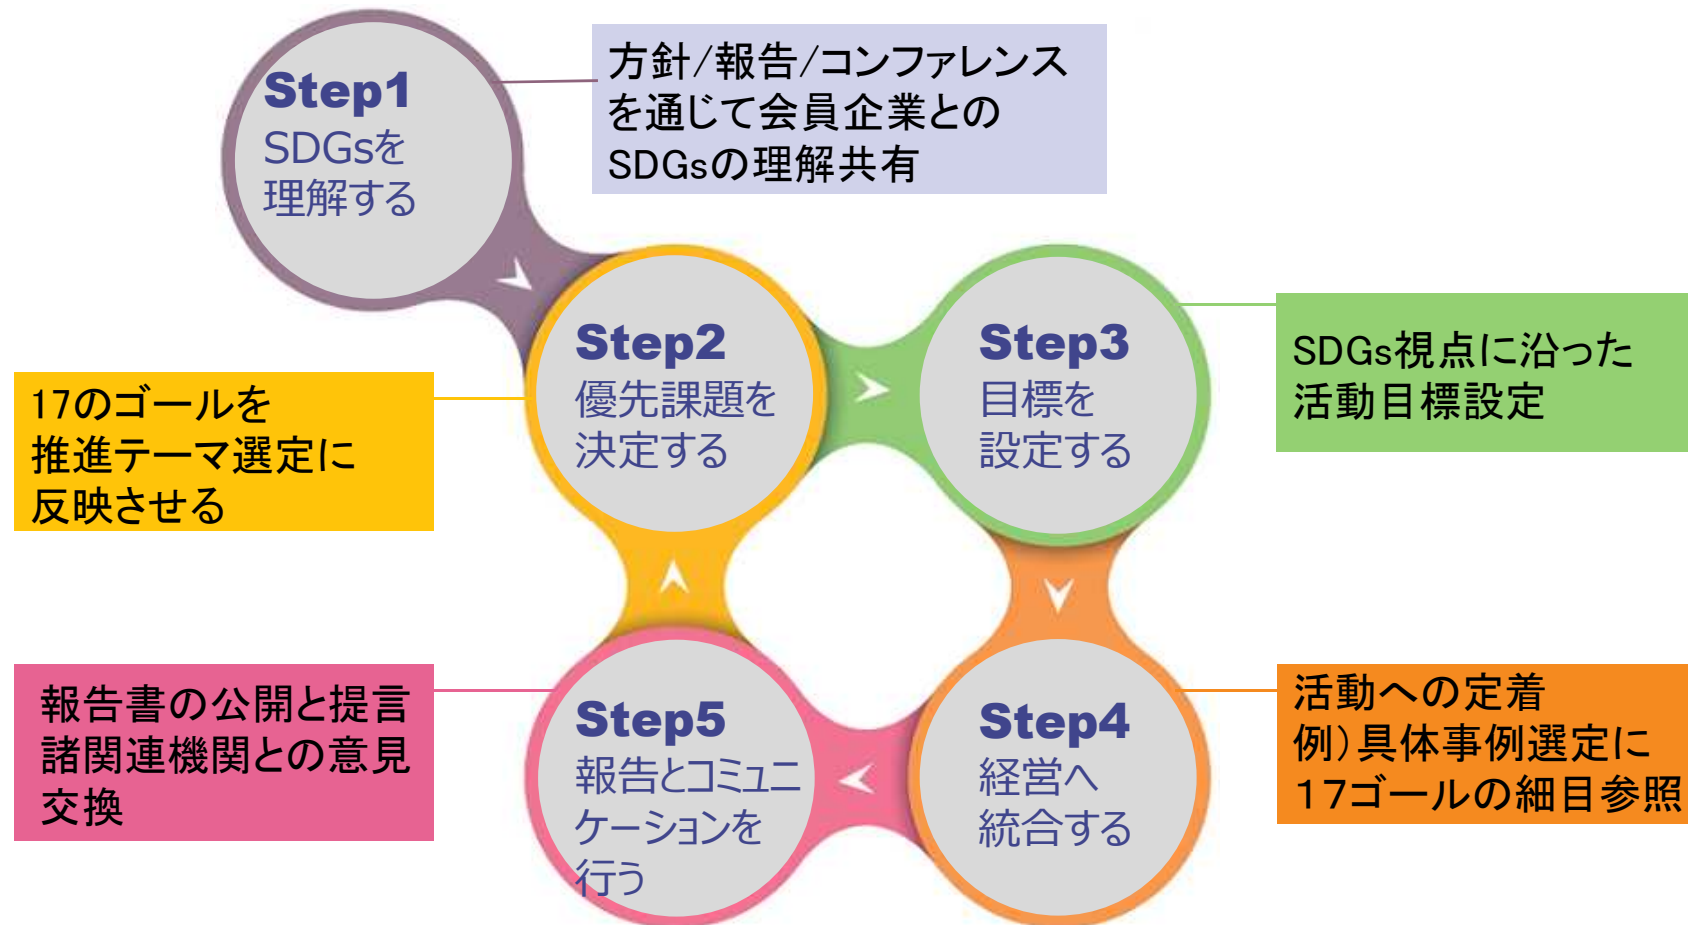 Step1
SDGsを
理解する
方針/報告/コンファレンス
を通じて会員企業との
SDGsの理解共有
Step2
優先課題を
決定する
17のゴールを
推進テーマ選定に
反映させる
Step3
目標を
設定する
SDGs視点に沿った
活動目標設定
Step4
経営へ
統合する
活動への定着
例）具体事例選定に
１７ゴールの細目参照
Step5
報告とコミュニ
ケーションを
行う
報告書の公開と提言
諸関連機関との意見
交換